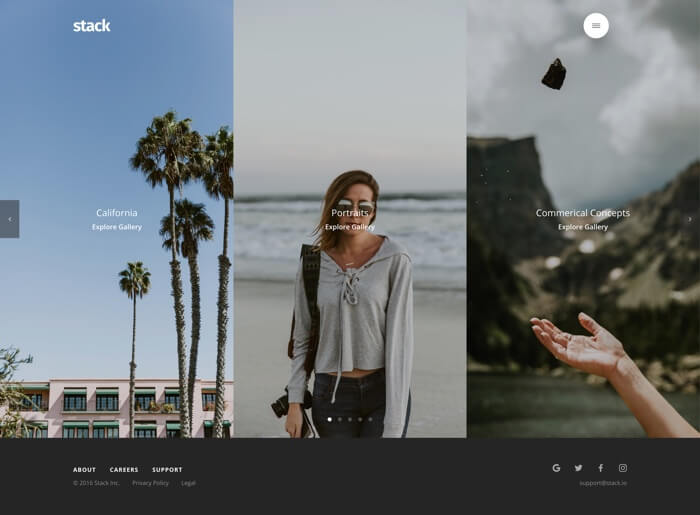 stack
California
Explore Gallery
Portraits
Explore Gallery
Commerical Concepts
Explore Gallery
ABOUT CAREERS SUPPORT
© 2016 Stack Inc. Privacy Policy Legal
support@stack.io